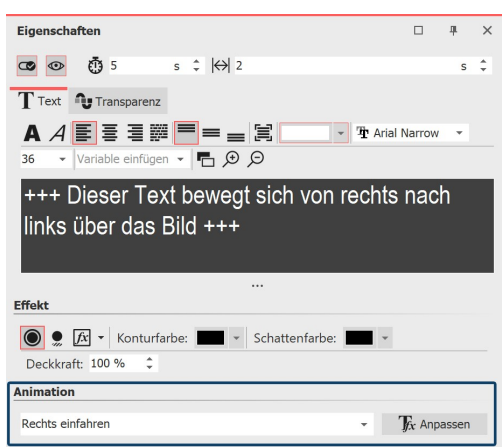 Eigenschaften
5 s 2 s
Text Transparenz
A A Arial Narrow
36 Variable einfügen
+++ Dieser Text bewegt sich von rechts nach
links über das Bild +++
...
Effekt
fx Konturfarbe: Schattenfarbe:
Deckkraft: 100 %
Animation
Rechts einfahren Anpassen